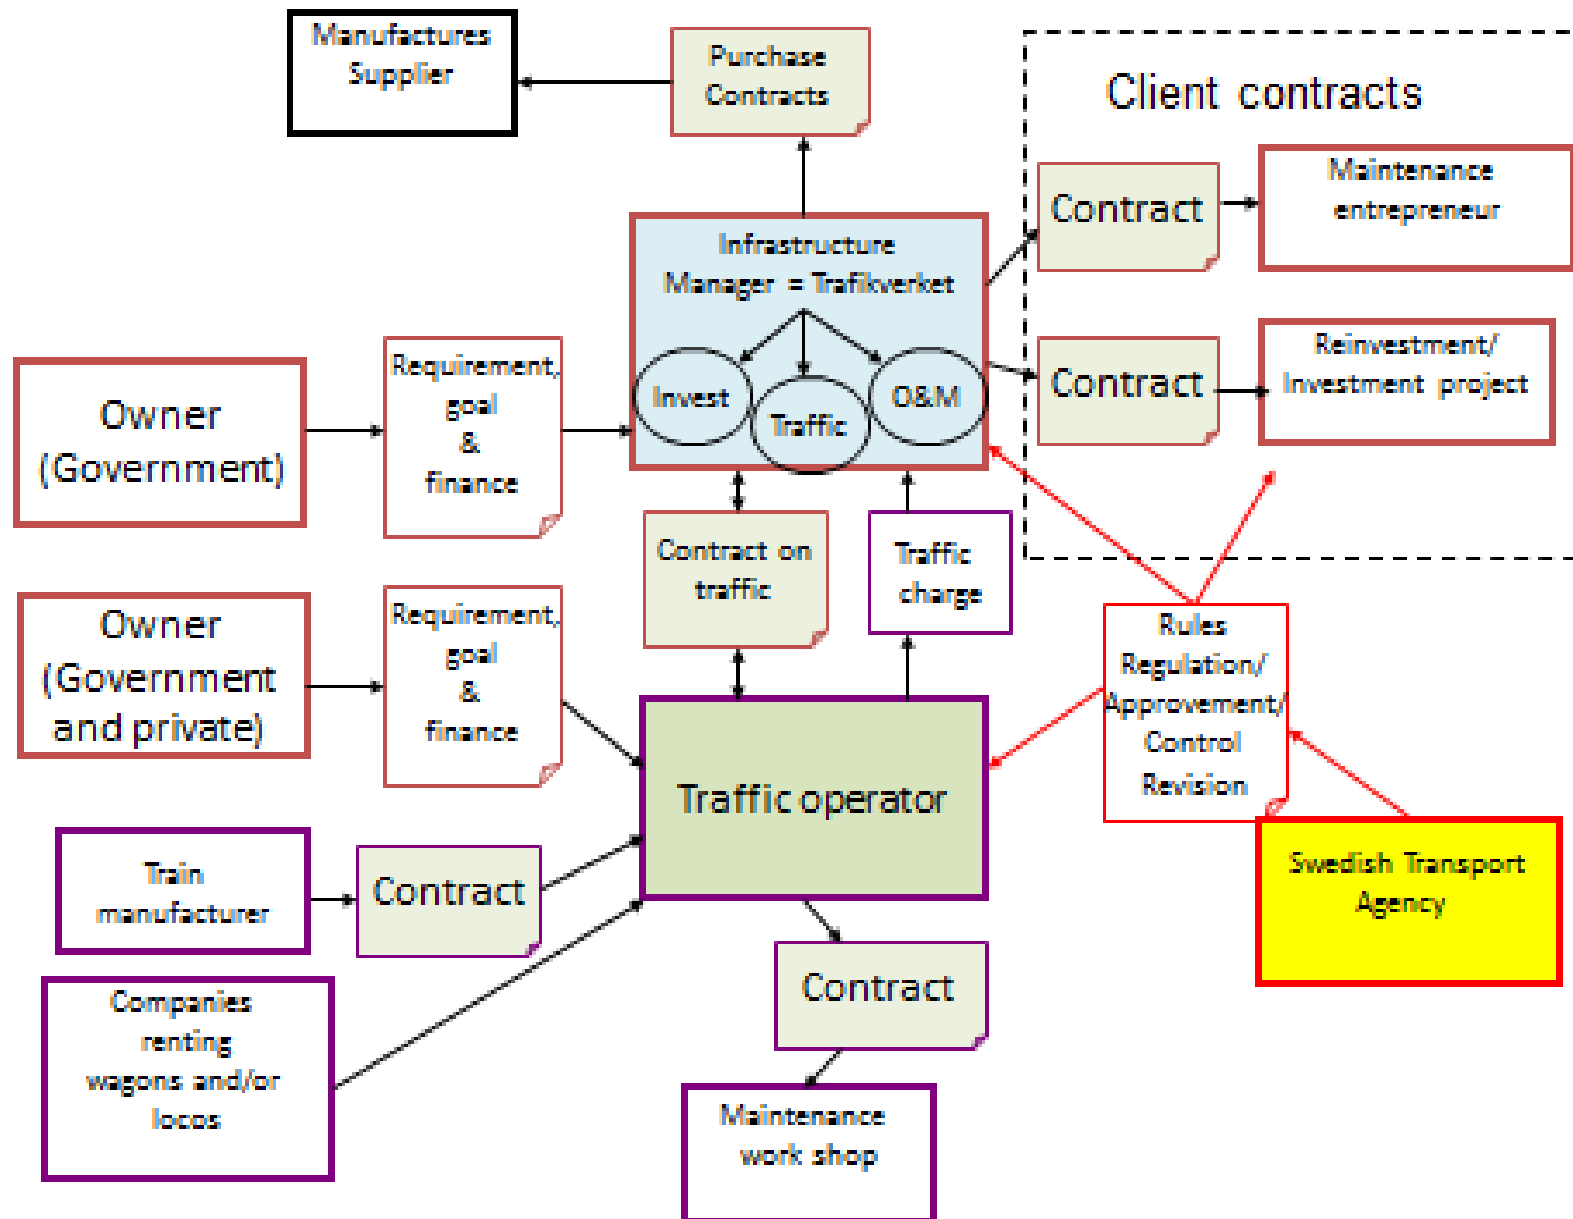 Manufactures
Supplier
Purchase
Contracts
Client contracts
Contract
Maintenance
entrepreneur
Infrastructure
Manager = Trafikverket
Invest
Traffic
O&M
Contract
Reinvestment/
Investment project
Owner
(Government)
Requirement,
goal
&
finance
Contract on
traffic
Traffic
charge
Owner
(Government
and private)
Requirement,
goal
&
finance
Rules
Regulation/
Approvement/
Control
Revision
Traffic operator
Swedish Transport
Agency
Train
manufacturer
Contract
Companies
renting
wagons and/or
locos
Contract
Maintenance
work shop